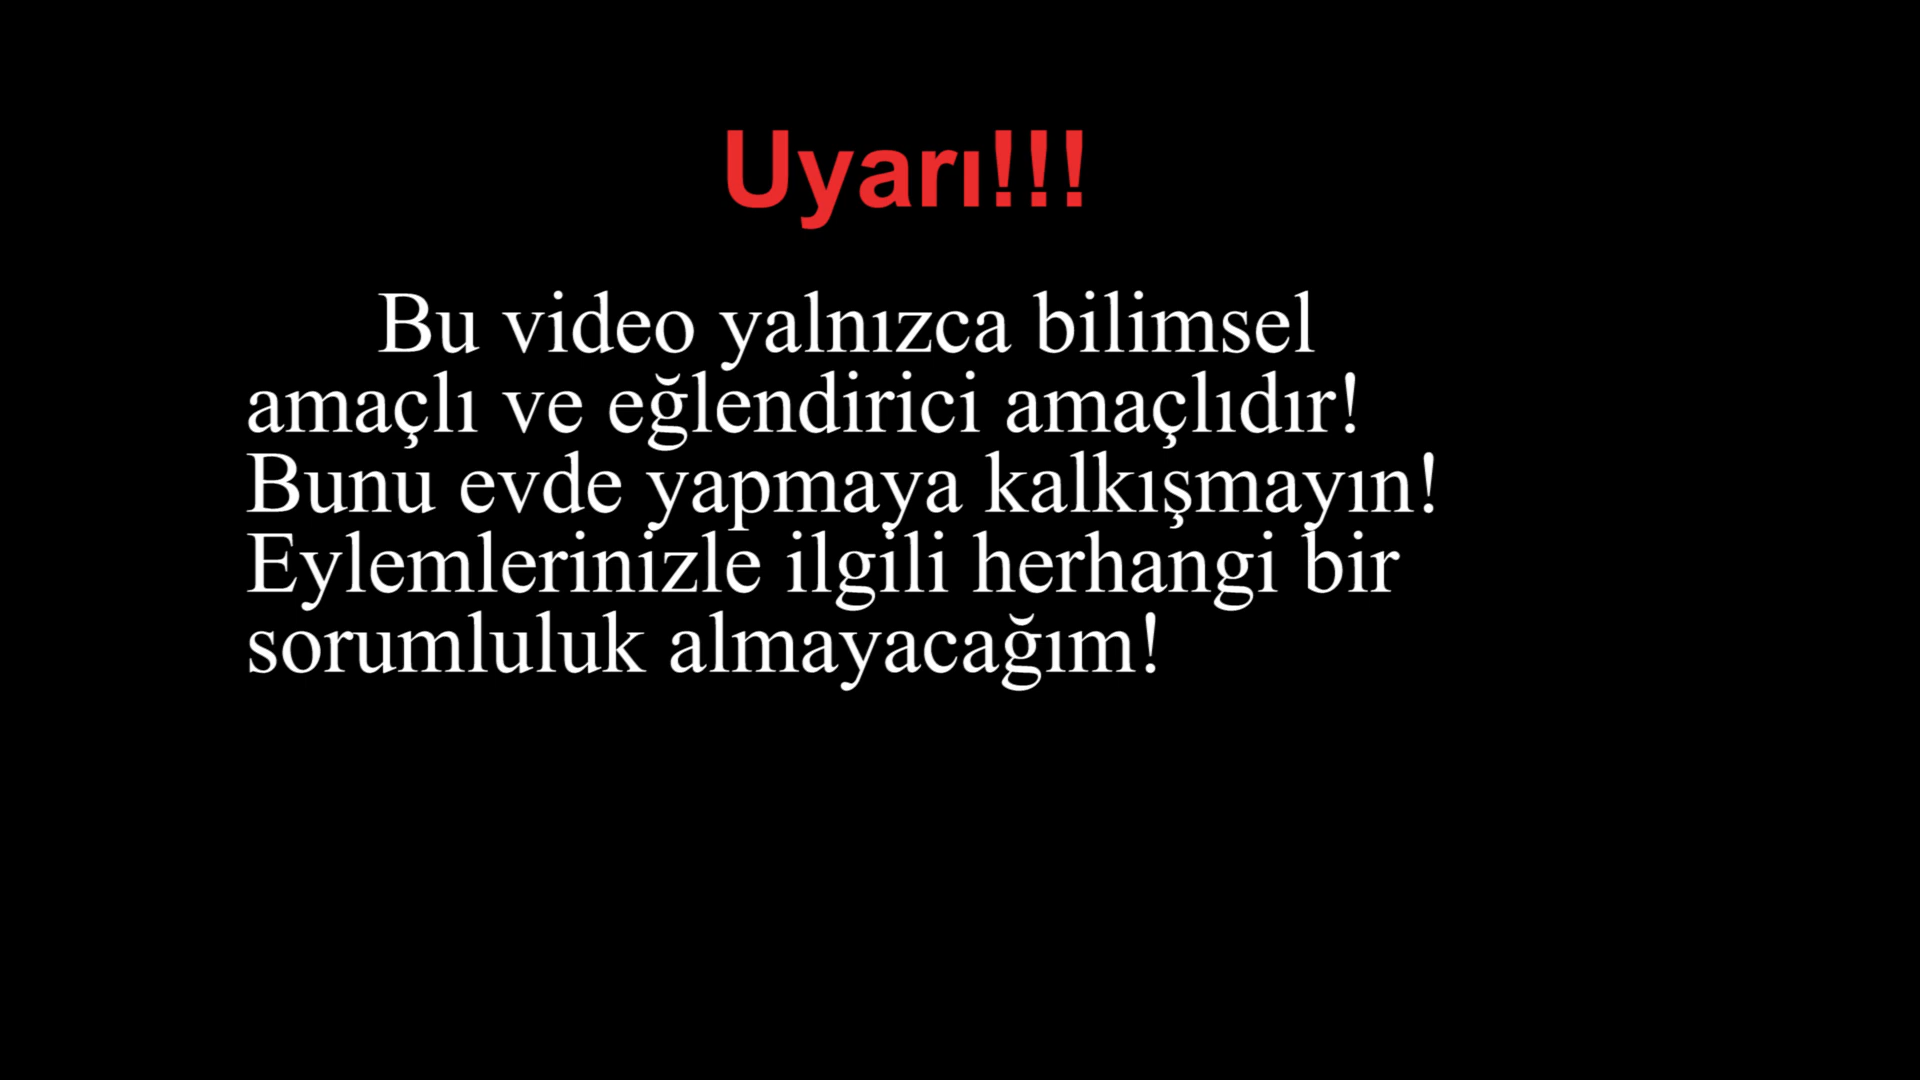 Uyarı!!!
Bu video yalnızca bilimsel
amaçlı ve eğlendirici amaçlıdır!
Bunu evde yapmaya kalkışmayın!
Eylemlerinizle ilgili herhangi bir
sorumluluk almayacağım!